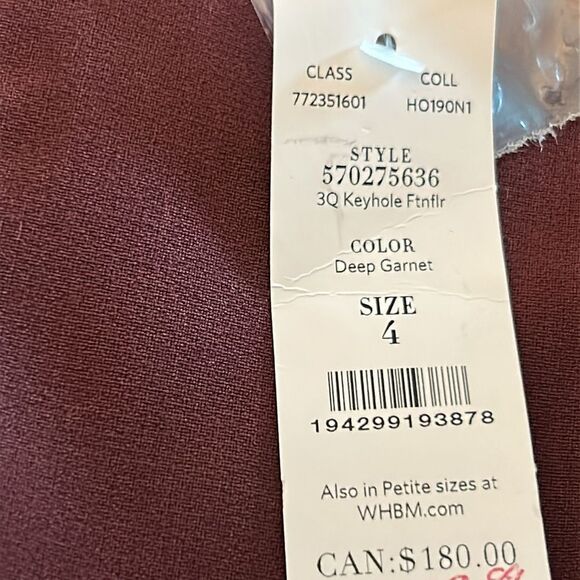 CLASS COLL
772351601 HO190N1
STYLE
570275636
3Q Keyhole Ftnflr
COLOR
Deep Garnet
SIZE
4
194299193878
Also in Petite sizes at
WHBM.com
CAN:$180.00